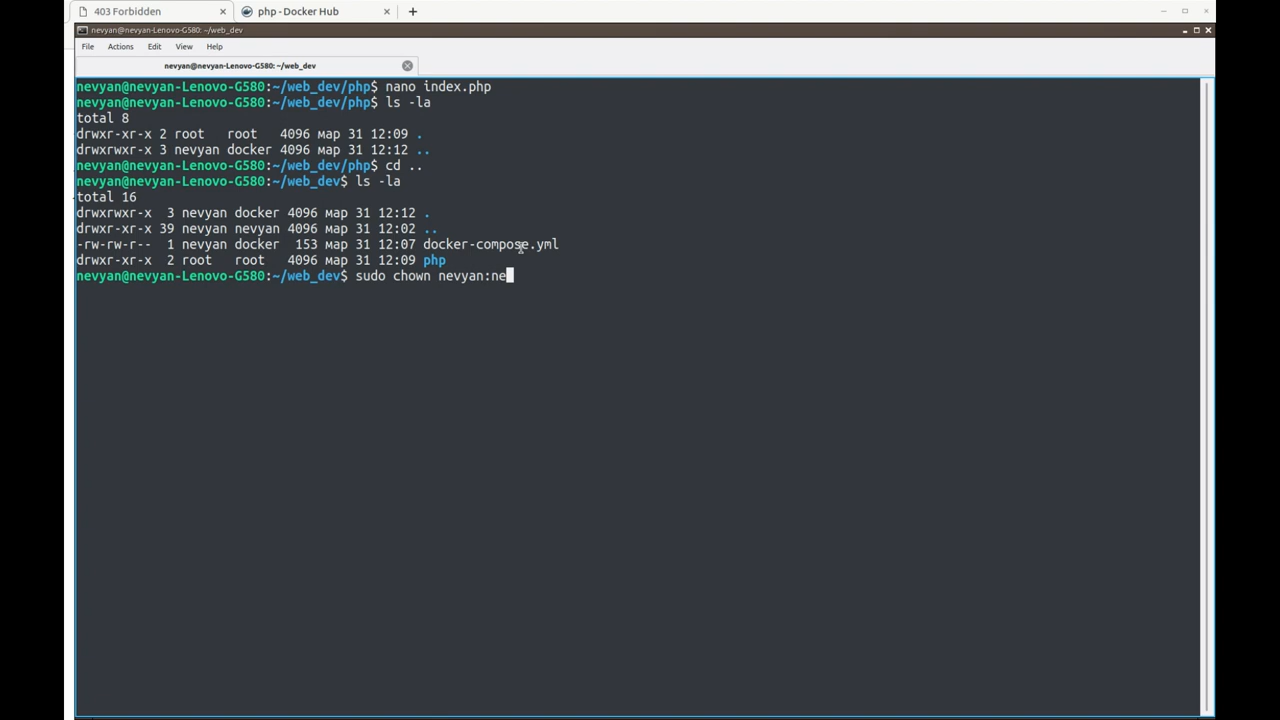 403 Forbidden
php - Docker Hub
nevyan@nevyan-Lenovo-G580: ~/web_dev
File Actions Edit View Help
nevyan@nevyan-Lenovo-G580: ~/web_dev
nevyan@nevyan-Lenovo-G580:~/web_dev/php$ nano index.php
nevyan@nevyan-Lenovo-G580:~/web_dev/php$ ls -la
total 8
drwxr-xr-x 2 root   root   4096 мар 31 12:09 .
drwxrwxr-x 3 nevyan docker 4096 мар 31 12:12 ..
nevyan@nevyan-Lenovo-G580:~/web_dev/php$ cd ..
nevyan@nevyan-Lenovo-G580:~/web_dev$ ls -la
total 16
drwxrwxr-x  3 nevyan docker 4096 мар 31 12:12 .
drwxr-xr-x 39 nevyan nevyan 4096 мар 31 12:02 ..
-rw-rw-r--  1 nevyan docker  153 мар 31 12:07 docker-compose.yml
drwxr-xr-x  2 root   root   4096 мар 31 12:09 php
nevyan@nevyan-Lenovo-G580:~/web_dev$ sudo chown nevyan:ne